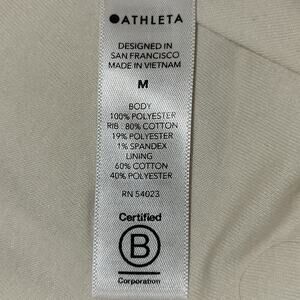 ATHLETA
DESIGNED IN
SAN FRANCISCO
MADE IN VIETNAM
M
BODY
100% POLYESTER
RIB : 80% COTTON
19% POLYESTER
1% SPANDEX
LINING
60% COTTON
40% POLYESTER
RN 54023
Certified
B
Corporation